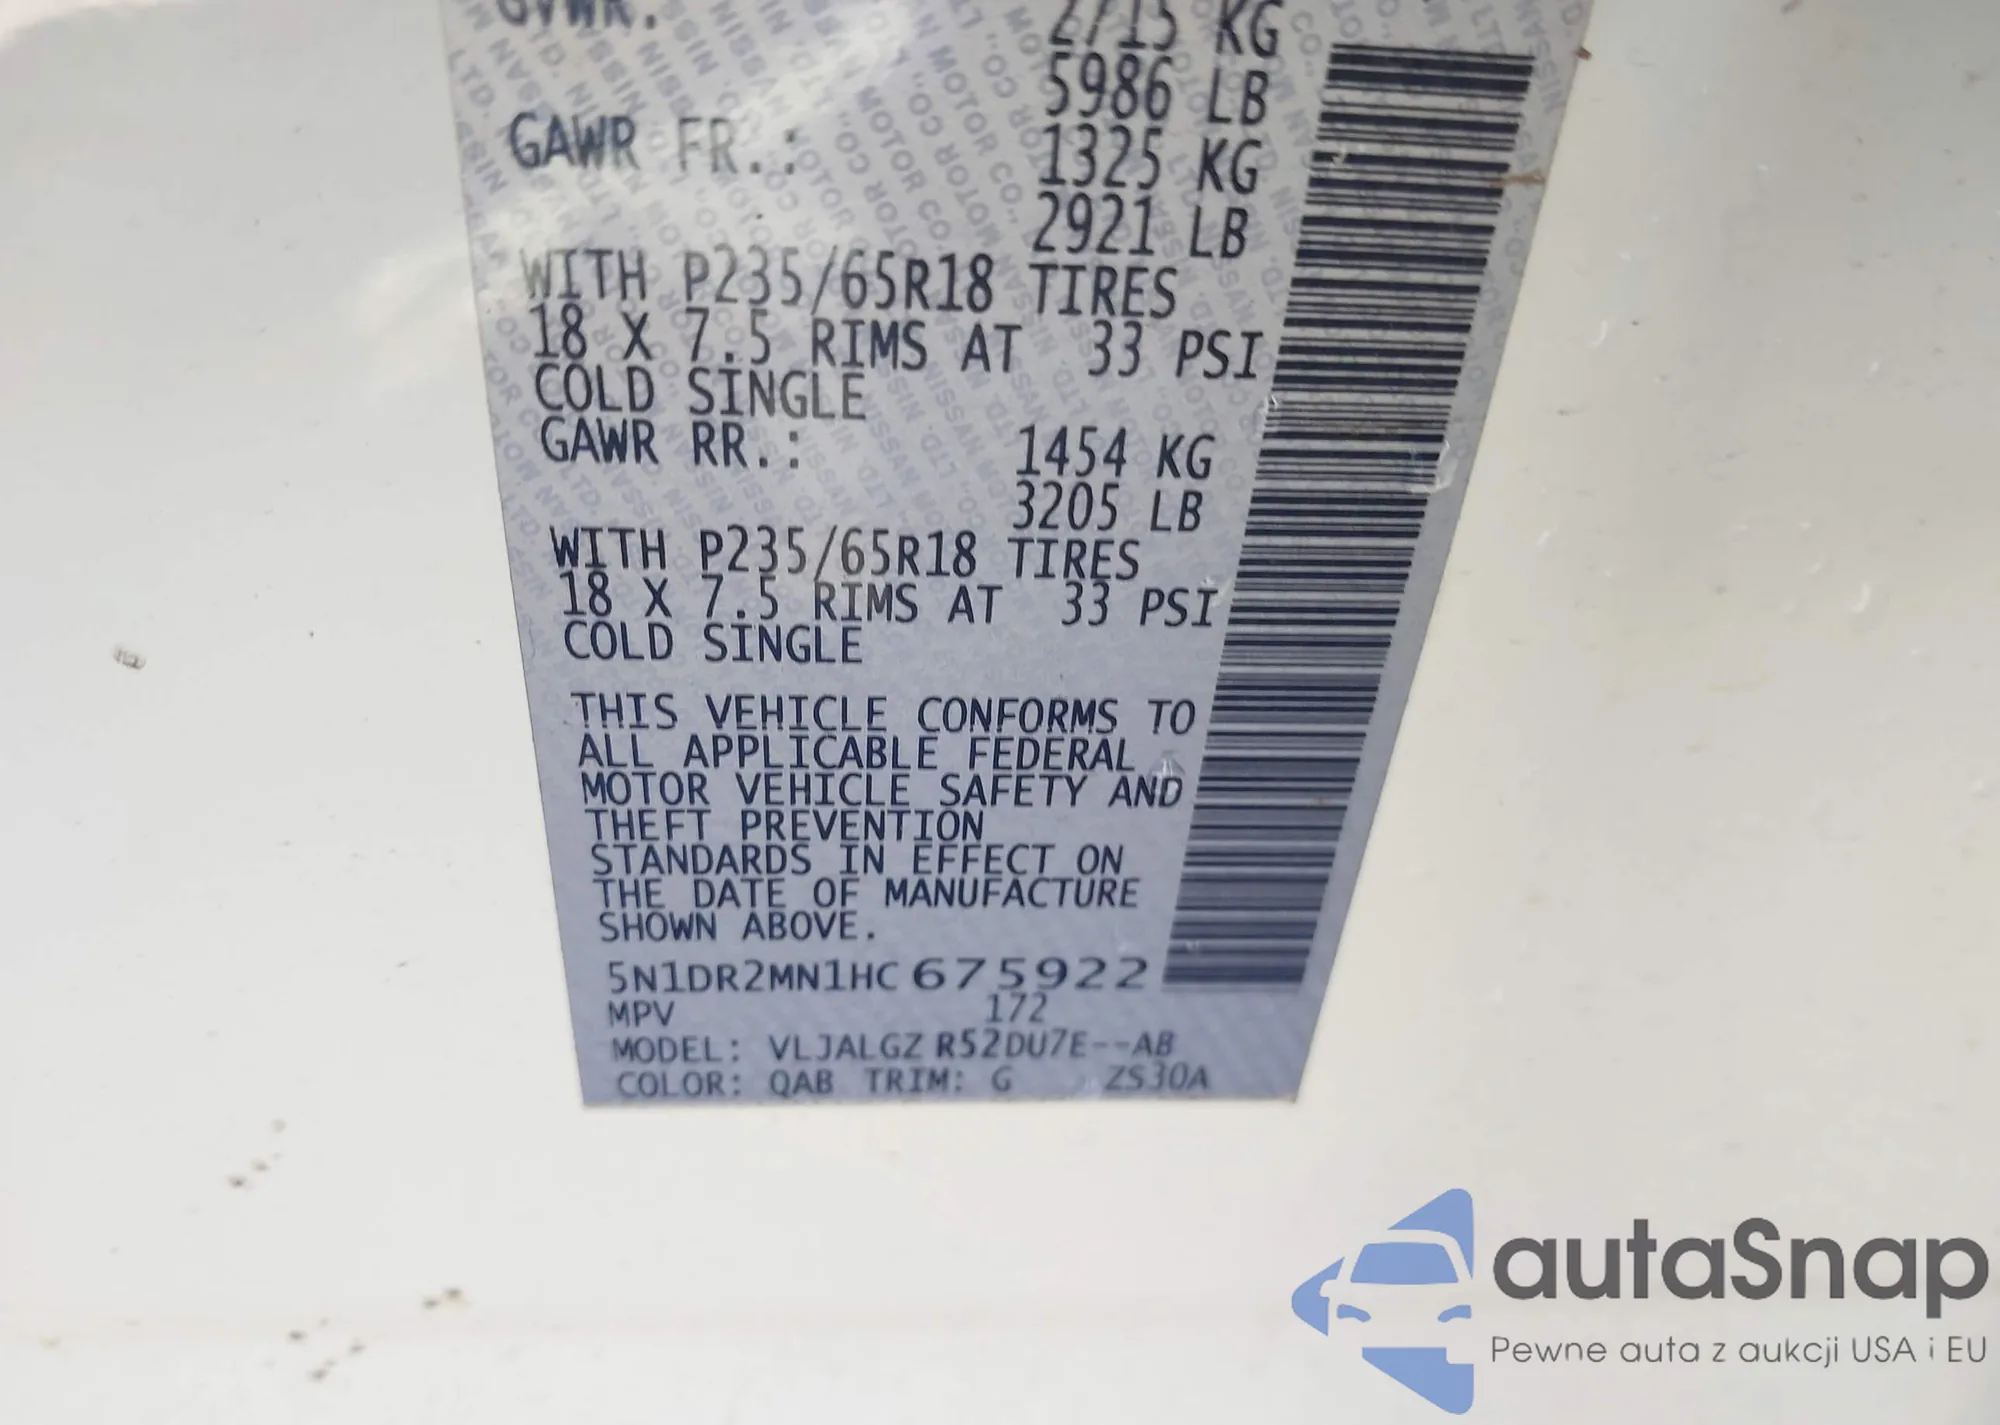 GVWR: 2715 KG
5986 LB
GAWR FR.: 1325 KG
2921 LB
WITH P235/65R18 TIRES
18 X 7.5 RIMS AT 33 PSI
COLD SINGLE
GAWR RR.: 1454 KG
3205 LB
WITH P235/65R18 TIRES
18 X 7.5 RIMS AT 33 PSI
COLD SINGLE
THIS VEHICLE CONFORMS TO
ALL APPLICABLE FEDERAL
MOTOR VEHICLE SAFETY AND
THEFT PREVENTION
STANDARDS IN EFFECT ON
THE DATE OF MANUFACTURE
SHOWN ABOVE.
5N1DR2MN1HC675922
MPV 172
MODEL: VLJALGZ R52DU7E--AB
COLOR: QAB TRIM: G ZS30A
autaSnap
Pewne auta z aukcji USA i EU